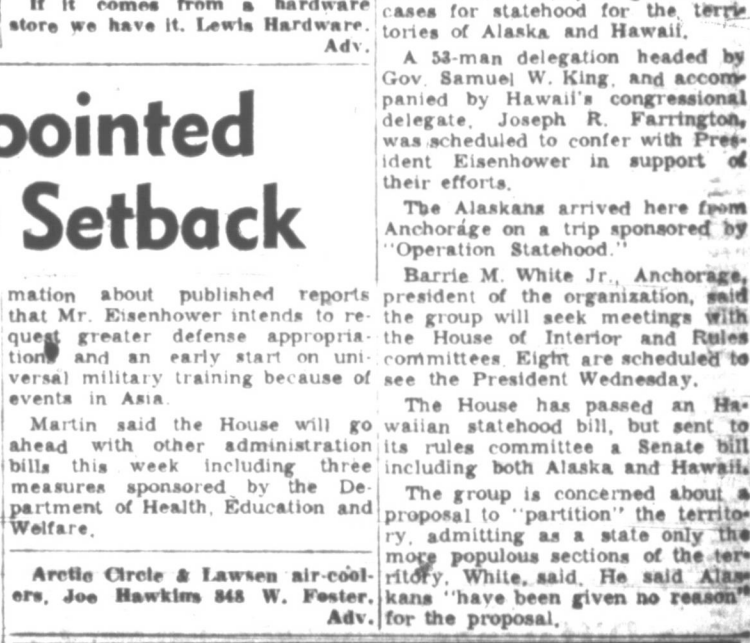 If it comes from a hardware
store we have it. Lewis Hardware.
Adv.
pointed
Setback
mation about published reports
that Mr. Eisenhower intends to re-
quest greater defense appropria-
tions and an early start on uni-
versal military training because of
events in Asia.
Martin said the House will go
ahead with other administration
bills this week including three
measures sponsored by the De-
partment of Health, Education and
Welfare.
Arctic Circle & Lawsen air-cool-
ers, Joe Hawkins 848 W. Foster.
Adv.
cases for statehood for the terri-
tories of Alaska and Hawaii.
A 53-man delegation headed by
Gov. Samuel W. King, and accom-
panied by Hawaii's congressional
delegate, Joseph R. Farrington,
was scheduled to confer with Pres-
ident Eisenhower in support of
their efforts.
The Alaskans arrived here from
Anchorage on a trip sponsored by
"Operation Statehood."
Barrie M. White Jr., Anchorage,
president of the organization, said
the group will seek meetings with
the House of Interior and Rules
committees. Eight are scheduled to
see the President Wednesday.
The House has passed an Ha-
waiian statehood bill, but sent to
its rules committee a Senate bill
including both Alaska and Hawaii.
The group is concerned about a
proposal to "partition" the territo-
ry, admitting as a state only the
more populous sections of the ter-
ritory, White, said. He said Alas-
kans "have been given no reason"
for the proposal.